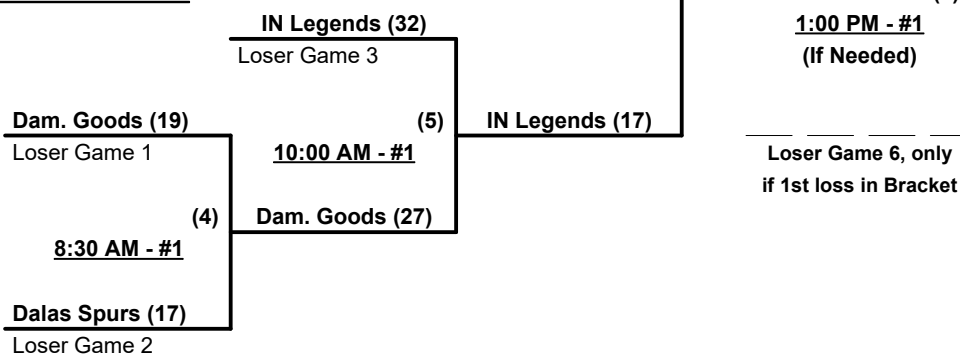 IN Legends (32)
1:00 PM - #1
Loser Game 3
(If Needed)
Dam. Goods (19)
(5)
IN Legends (17)
Loser Game 1
10:00 AM - #1
Loser Game 6, only
if 1st loss in Bracket
(4)
Dam. Goods (27)
8:30 AM - #1
Dalas Spurs (17)
Loser Game 2